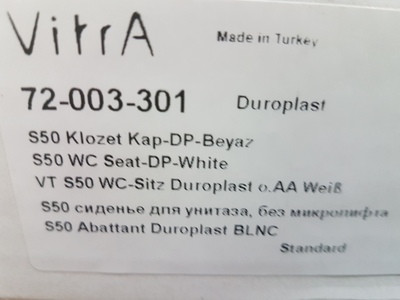 VitrA
Made in Turkey
72-003-301 Duroplast
S50 Klozet Kap-DP-Beyaz
S50 WC Seat-DP-White
VT S50 WC-Sitz Duroplast o.AA Weiß
S50 сиденье для унитаза, без микролифта
S50 Abattant Duroplast BLNC
Standard